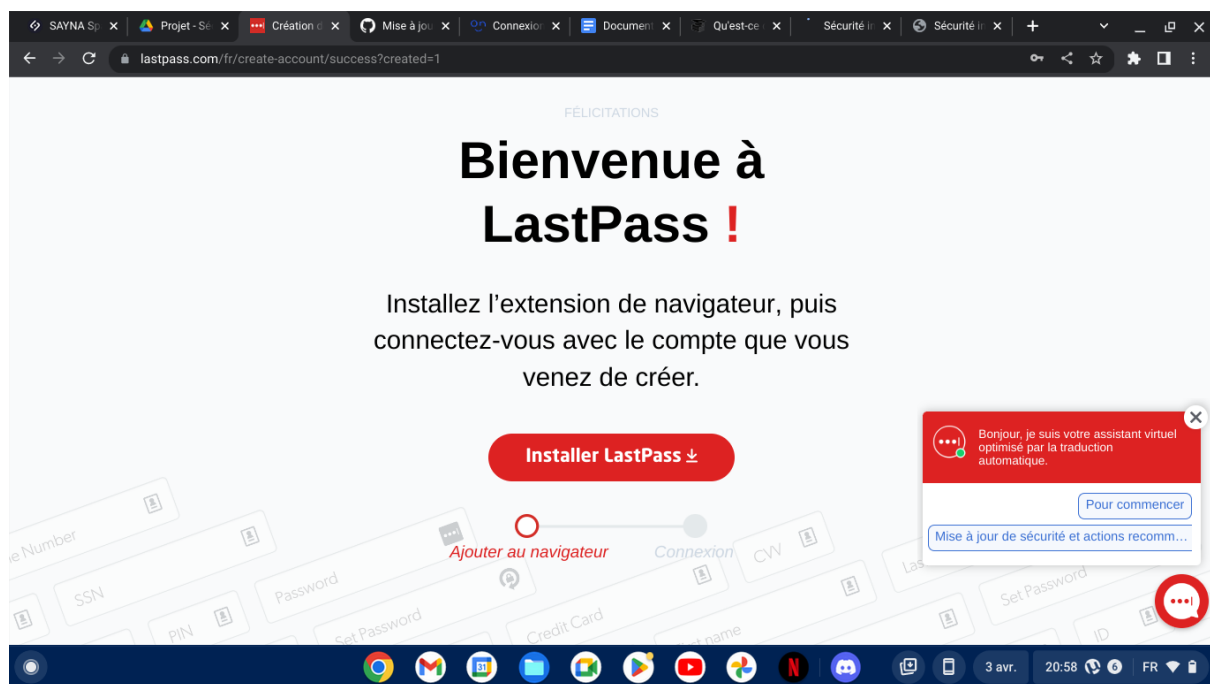 SAYNA Sp
Projet - Sé
Création d
Mise à jou
Connexion
Document
Qu'est-ce
Sécurité in
Sécurité in
lastpass.com/fr/create-account/success?created=1
FÉLICITATIONS
Bienvenue à
LastPass !
Installez l’extension de navigateur, puis
connectez-vous avec le compte que vous
venez de créer.
Installer LastPass
Ajouter au navigateur
Connexion
Bonjour, je suis votre assistant virtuel
optimisé par la traduction
automatique.
Pour commencer
Mise à jour de sécurité et actions recomm...
e Number
SSN
PIN
Password
Set Password
Credit Card
CVV
Las
Set Password
ID
31
3 avr.
20:58
6
FR